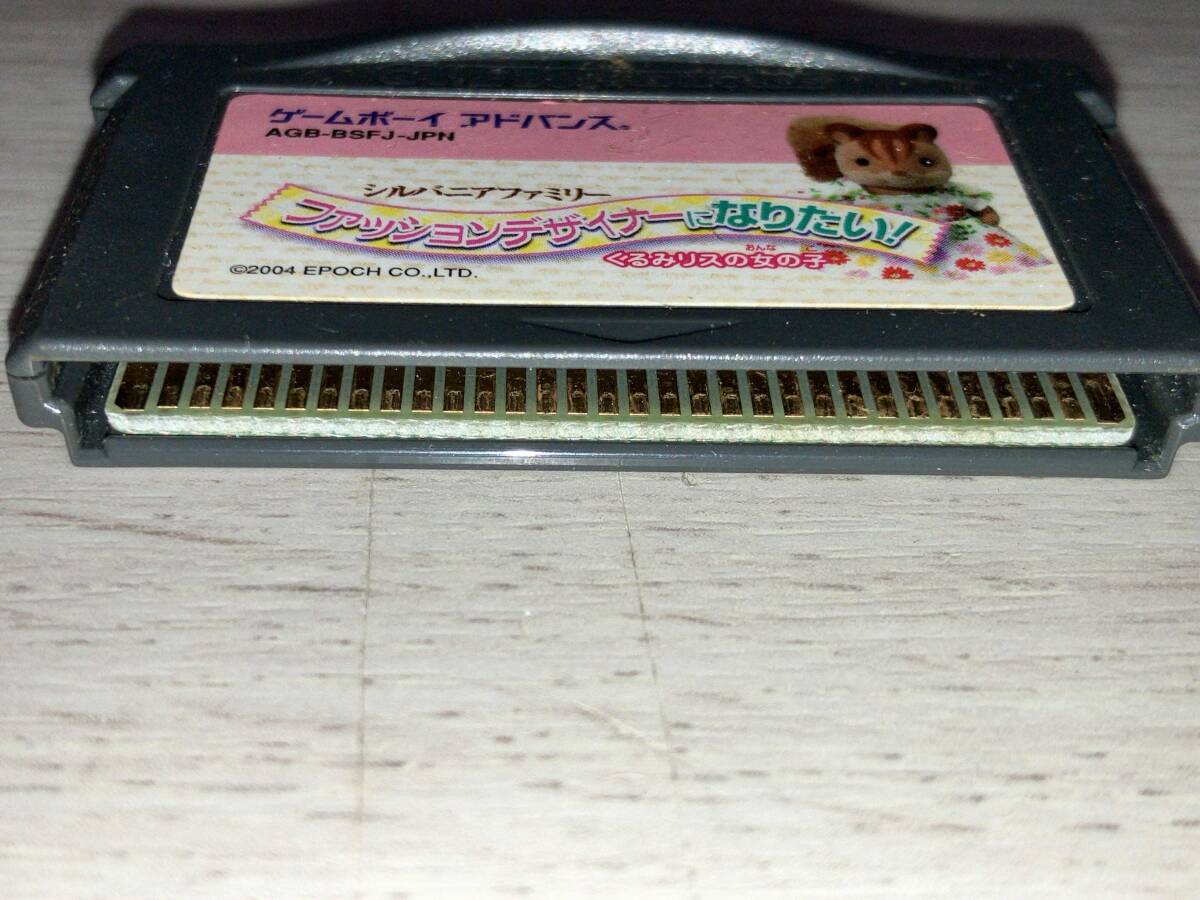 ゲームボーイ アドバンス®
AGB-BSFJ-JPN
シルバニアファミリー
ファッションデザイナーになりたい!
くるみリスの女の子
おんな こ
©2004 EPOCH CO.,LTD.